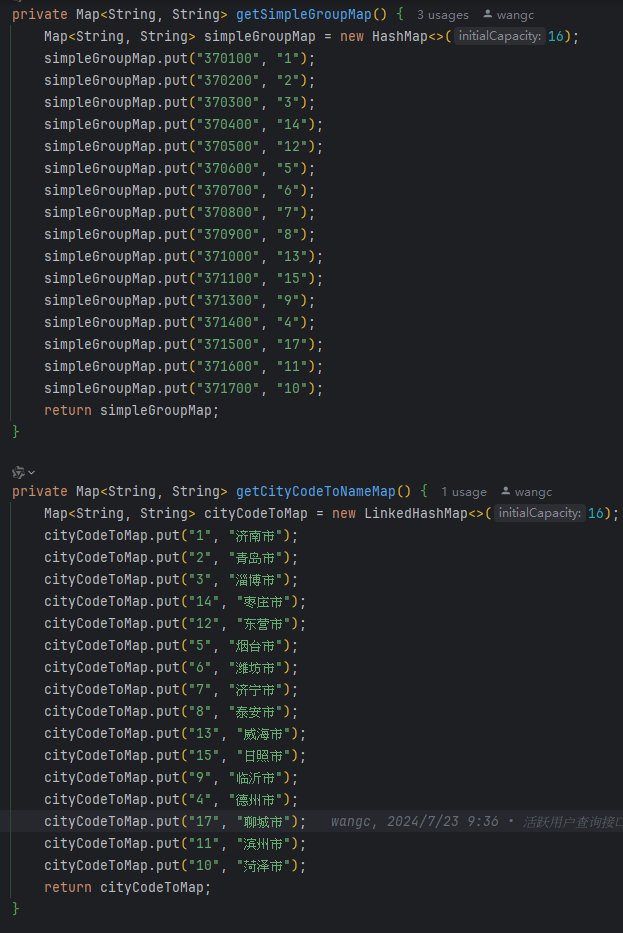 private Map<String, String> getSimpleGroupMap() { 3 usages wangc
Map<String, String> simpleGroupMap = new HashMap<>( initialCapacity: 16);
simpleGroupMap.put("370100", "1");
simpleGroupMap.put("370200", "2");
simpleGroupMap.put("370300", "3");
simpleGroupMap.put("370400", "14");
simpleGroupMap.put("370500", "12");
simpleGroupMap.put("370600", "5");
simpleGroupMap.put("370700", "6");
simpleGroupMap.put("370800", "7");
simpleGroupMap.put("370900", "8");
simpleGroupMap.put("371000", "13");
simpleGroupMap.put("371100", "15");
simpleGroupMap.put("371300", "9");
simpleGroupMap.put("371400", "4");
simpleGroupMap.put("371500", "17");
simpleGroupMap.put("371600", "11");
simpleGroupMap.put("371700", "10");
return simpleGroupMap;
}
private Map<String, String> getCityCodeToNameMap() { 1 usage wangc
Map<String, String> cityCodeToMap = new LinkedHashMap<>( initialCapacity: 16);
cityCodeToMap.put("1", "济南市");
cityCodeToMap.put("2", "青岛市");
cityCodeToMap.put("3", "淄博市");
cityCodeToMap.put("14", "枣庄市");
cityCodeToMap.put("12", "东营市");
cityCodeToMap.put("5", "烟台市");
cityCodeToMap.put("6", "潍坊市");
cityCodeToMap.put("7", "济宁市");
cityCodeToMap.put("8", "泰安市");
cityCodeToMap.put("13", "威海市");
cityCodeToMap.put("15", "日照市");
cityCodeToMap.put("9", "临沂市");
cityCodeToMap.put("4", "德州市");
cityCodeToMap.put("17", "聊城市"); wangc, 2024/7/23 9:36 • 活跃用户查询接口
cityCodeToMap.put("11", "滨州市");
cityCodeToMap.put("10", "菏泽市");
return cityCodeToMap;
}